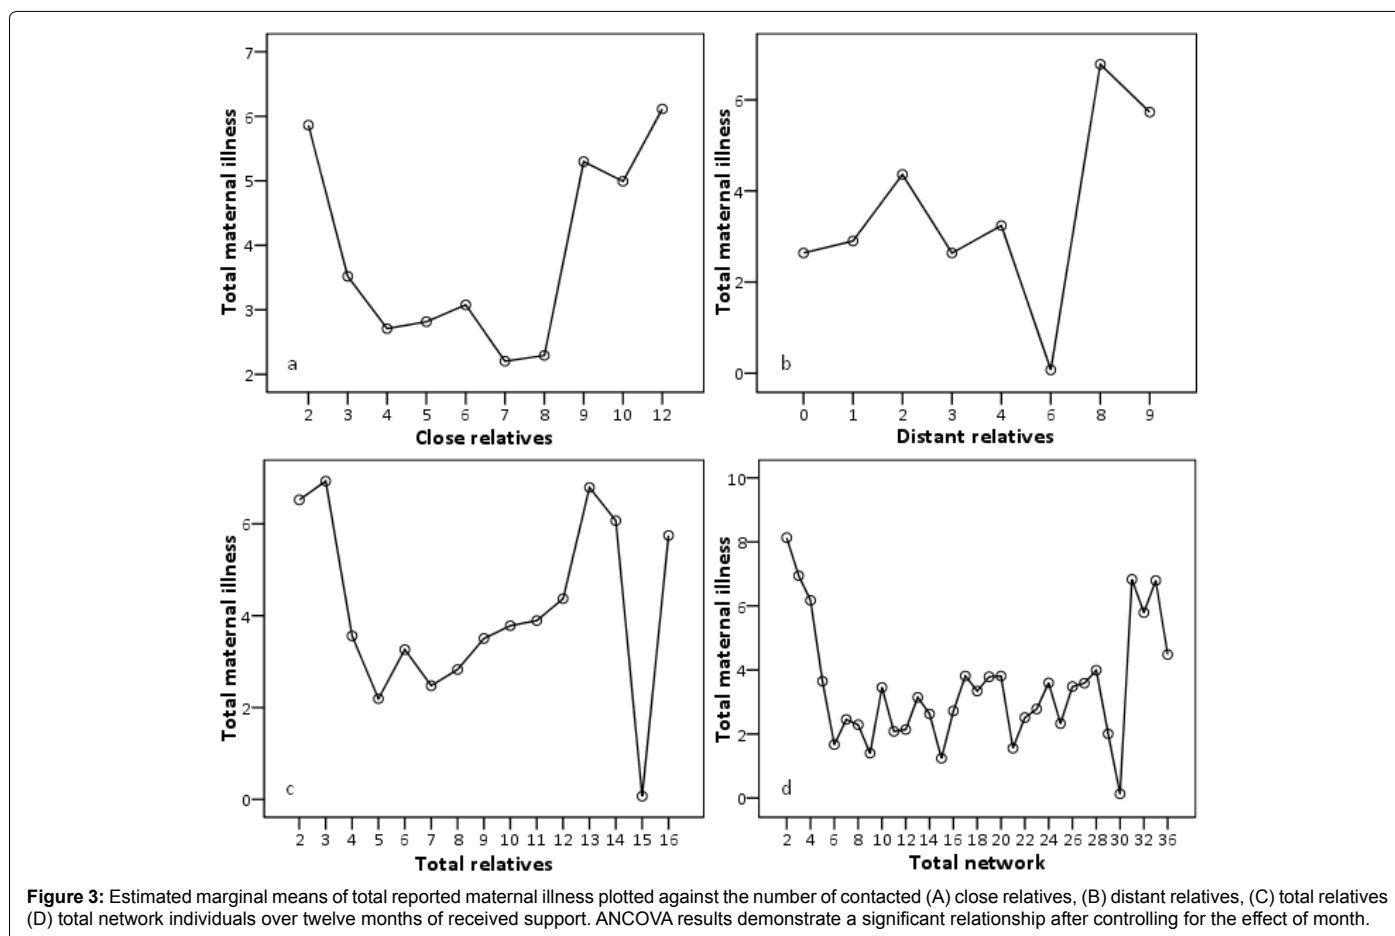 Total maternal illness
7
6
5
4
3
2
a
2 3 4 5 6 7 8 9 10 12
Close relatives
Total maternal illness
6
4
2
0
b
0 1 2 3 4 6 8 9
Distant relatives
Total maternal illness
6
4
2
0
c
2 3 4 5 6 7 8 9 10 11 12 13 14 15 16
Total relatives
Total maternal illness
10
8
6
4
2
0
d
2 4 6 8 10 12 14 16 18 20 22 24 26 28 30 32 36
Total network
Figure 3: Estimated marginal means of total reported maternal illness plotted against the number of contacted (A) close relatives, (B) distant relatives, (C) total relatives
(D) total network individuals over twelve months of received support. ANCOVA results demonstrate a significant relationship after controlling for the effect of month.